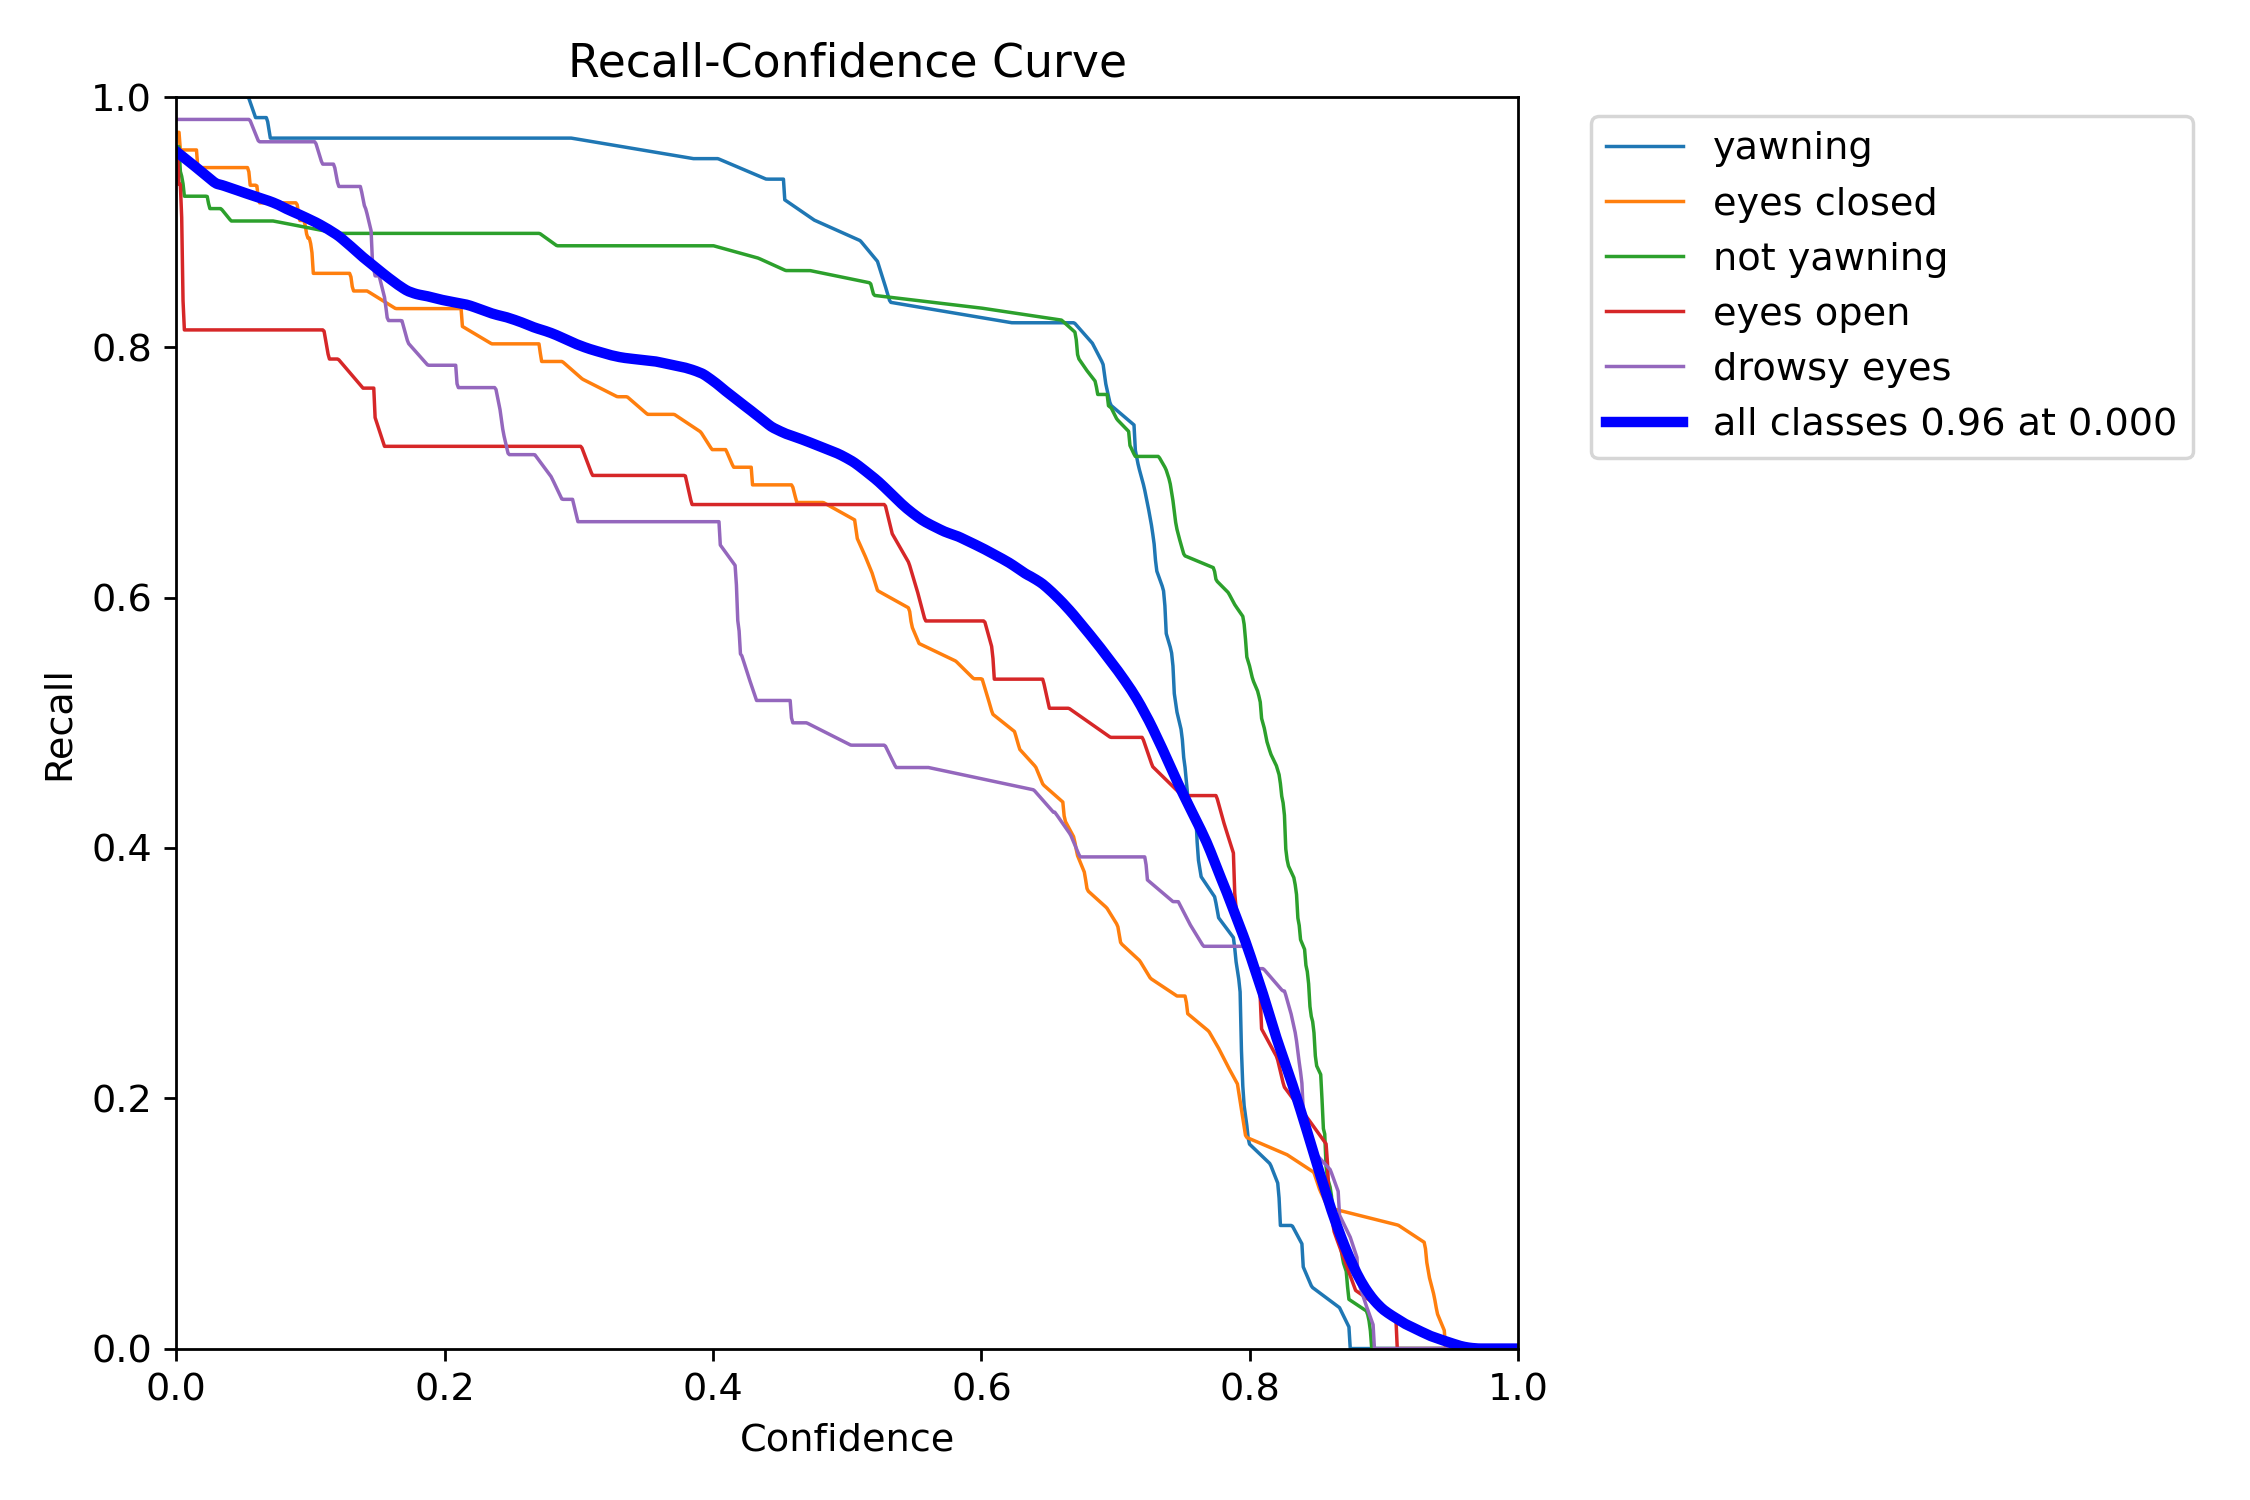 Recall-Confidence Curve
1.0
0.8
0.6
0.4
0.2
0.0
Recall
0.0 0.2 0.4 0.6 0.8 1.0
Confidence
yawning
eyes closed
not yawning
eyes open
drowsy eyes
all classes 0.96 at 0.000